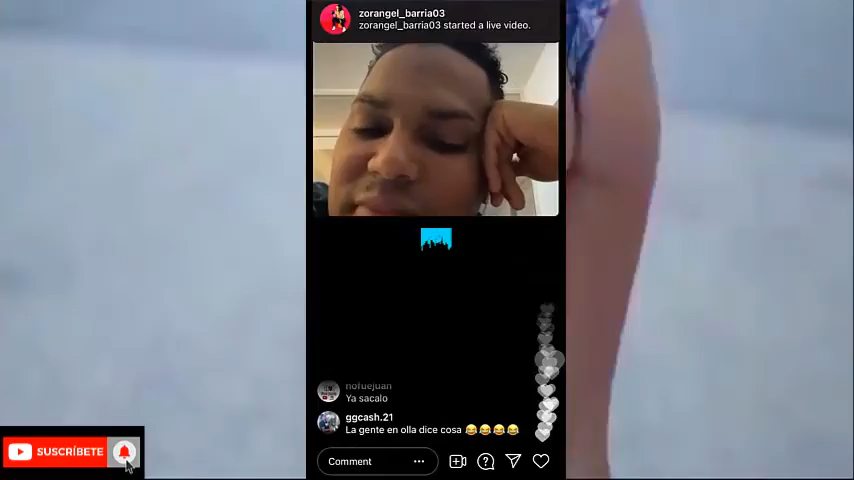 zorangel_barria03
zorangel_barria03 started a live video.
nofuejuan
Ya sacalo
ggcash.21
La gente en olla dice cosa 😂😂😂😂
Comment
SUSCRÍBETE